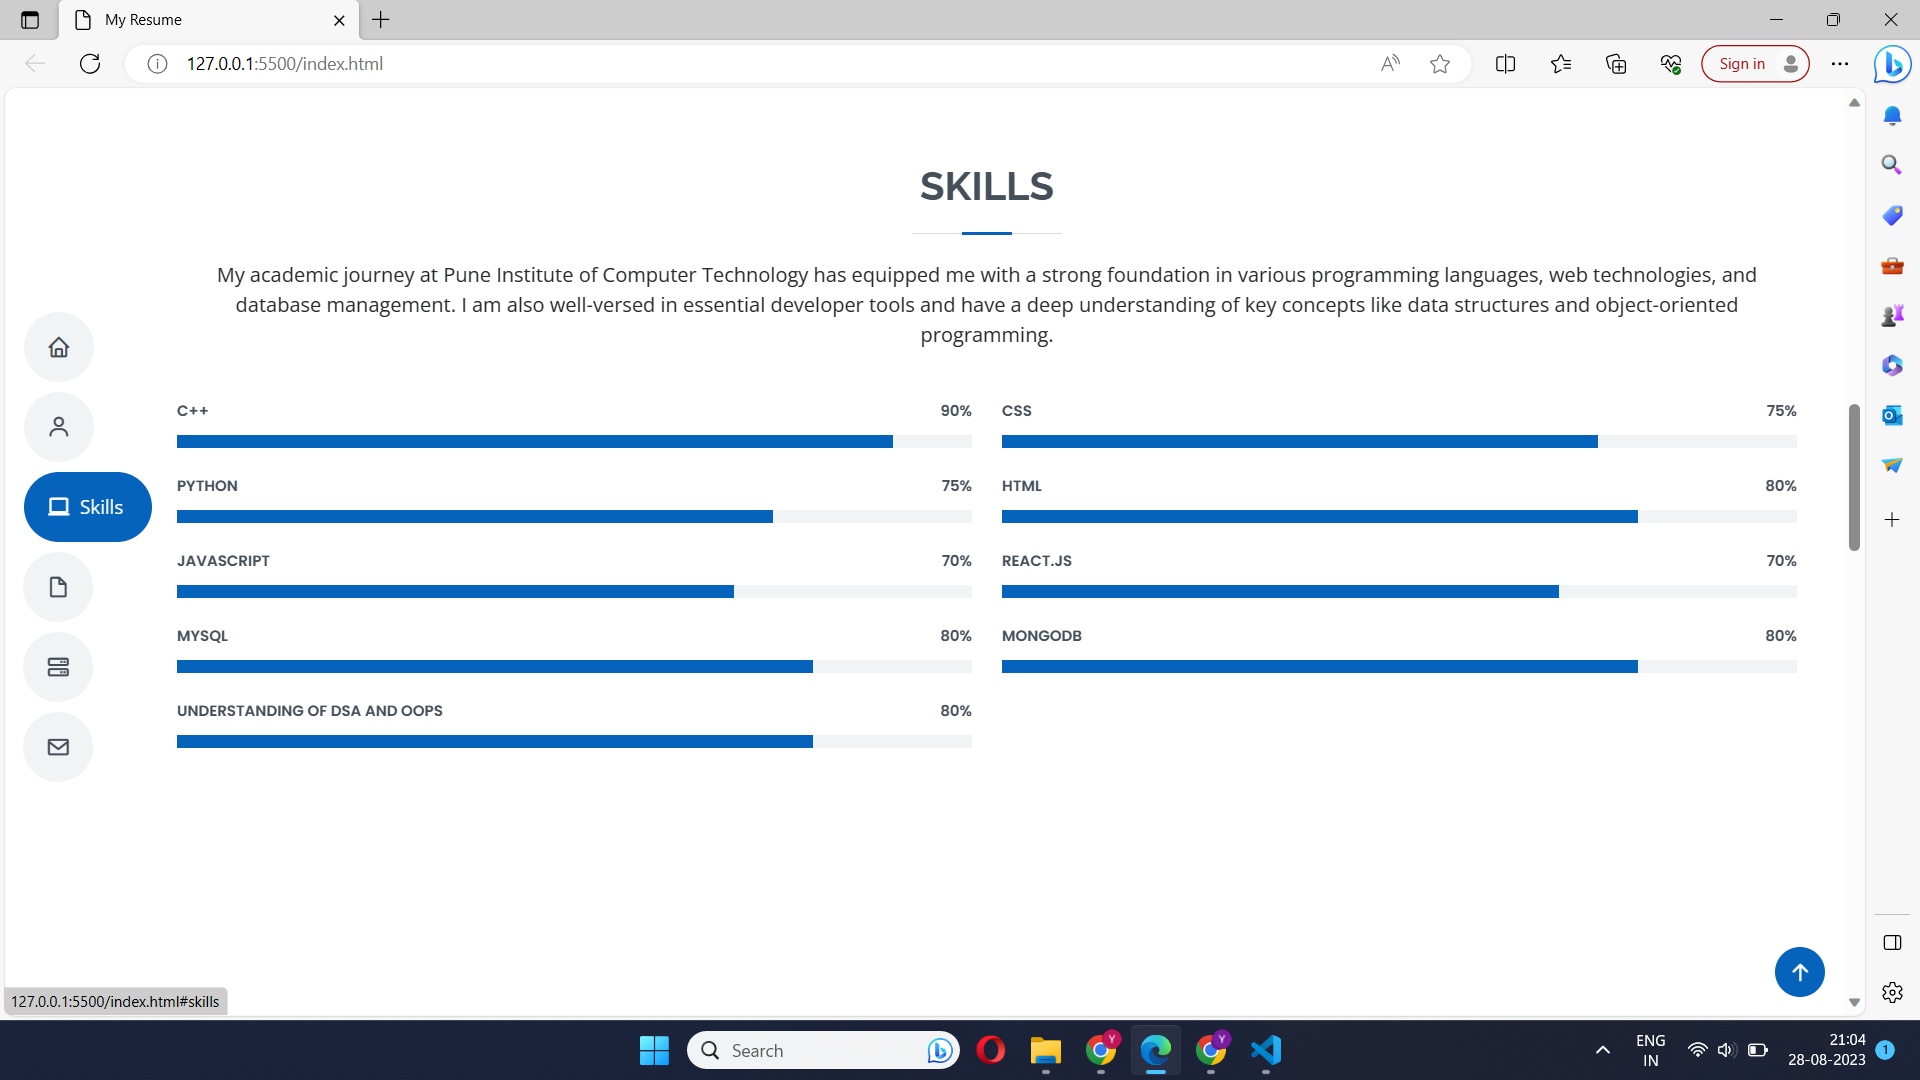 My Resume
127.0.0.1:5500/index.html
Sign in
SKILLS
My academic journey at Pune Institute of Computer Technology has equipped me with a strong foundation in various programming languages, web technologies, and
database management. I am also well-versed in essential developer tools and have a deep understanding of key concepts like data structures and object-oriented
programming.
Skills
C++ 90%
CSS 75%
PYTHON 75%
HTML 80%
JAVASCRIPT 70%
REACT.JS 70%
MYSQL 80%
MONGODB 80%
UNDERSTANDING OF DSA AND OOPS 80%
127.0.0.1:5500/index.html#skills
Search
Y
Y
ENG
IN
21:04
28-08-2023
1